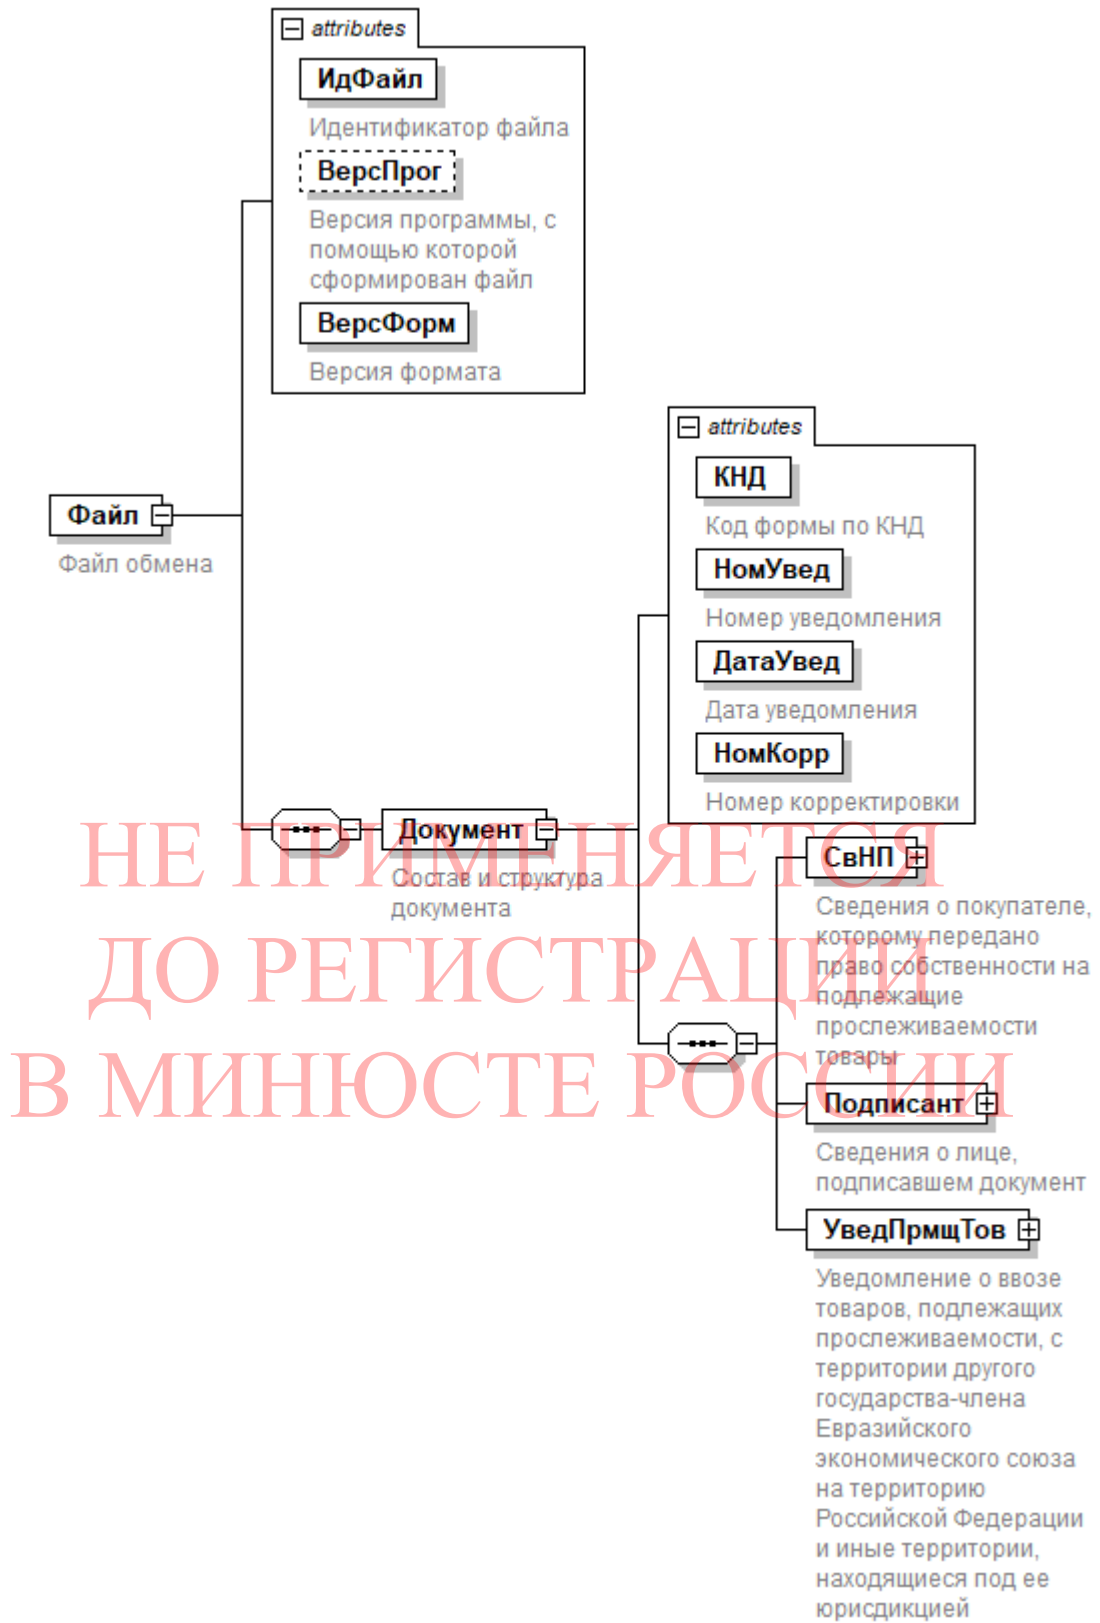 attributes
ИдФайл
Идентификатор файла
ВерсПрог
Версия программы, с
помощью которой
сформирован файл
ВерсФорм
Версия формата
attributes
КНД
Код формы по КНД
НомУвед
Номер уведомления
ДатаУвед
Дата уведомления
НомКорр
Номер корректировки
Файл
Файл обмена
Документ
Состав и структура
документа
СвНП
Сведения о покупателе,
которому передано
право собственности на
подлежащие
прослеживаемости
товары
Подписант
Сведения о лице,
подписавшем документ
УведПрмщТов
Уведомление о ввозе
товаров, подлежащих
прослеживаемости, с
территории другого
государства-члена
Евразийского
экономического союза
на территорию
Российской Федерации
и иные территории,
находящиеся под ее
юрисдикцией
НЕ ПРИМЕНЯЕТСЯ
ДО РЕГИСТРАЦИИ
В МИНЮСТЕ РОССИИ